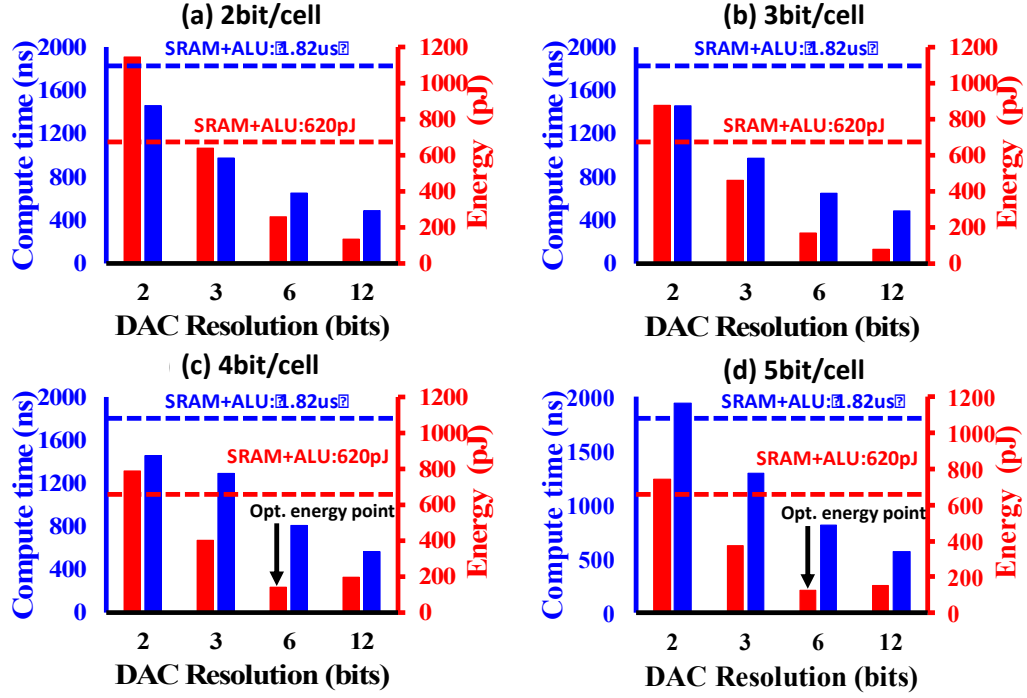 (a) 2bit/cell
Compute time (ns)
2000
1600
1200
800
400
0
SRAM+ALU:1.82us
SRAM+ALU:620pJ
1200
1000
800
600
400
200
0
Energy (pJ)
2 3 6 12
DAC Resolution (bits)
(b) 3bit/cell
Compute time (ns)
2000
1600
1200
800
400
0
SRAM+ALU:1.82us
SRAM+ALU:620pJ
1200
1000
800
600
400
200
0
Energy (pJ)
2 3 6 12
DAC Resolution (bits)
(c) 4bit/cell
Compute time (ns)
2000
1600
1200
800
400
0
SRAM+ALU:1.82us
SRAM+ALU:620pJ
Opt. energy point
1200
1000
800
600
400
200
0
Energy (pJ)
2 3 6 12
DAC Resolution (bits)
(d) 5bit/cell
Compute time (ns)
2000
1500
1000
500
0
SRAM+ALU:1.82us
SRAM+ALU:620pJ
Opt. energy point
1200
1000
800
600
400
200
0
Energy (pJ)
2 3 6 12
DAC Resolution (bits)